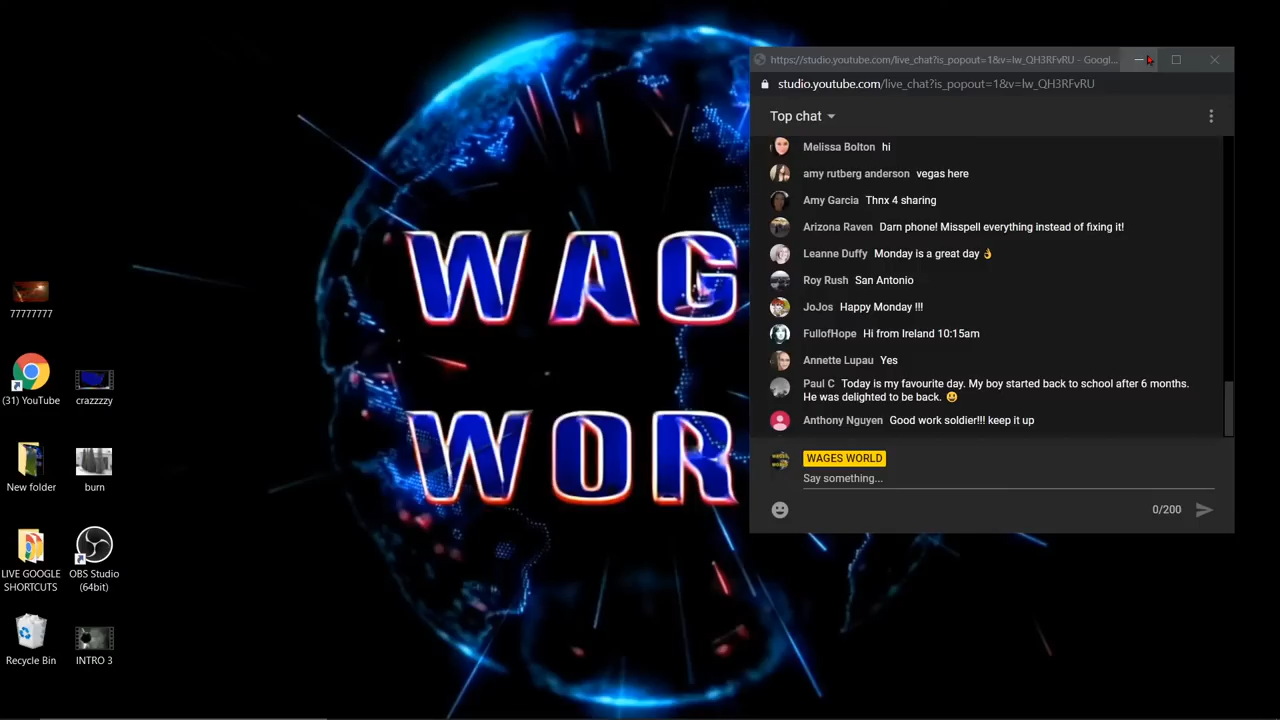 https://studio.youtube.com/live_chat?is_popout=1&v=lw_QH3RFvRU - Googl...
studio.youtube.com/live_chat?is_popout=1&v=lw_QH3RFvRU
Top chat
Melissa Bolton hi
amy rutberg anderson vegas here
Amy Garcia Thnx 4 sharing
Arizona Raven Darn phone! Misspell everything instead of fixing it!
Leanne Duffy Monday is a great day 👌
Roy Rush San Antonio
JoJos Happy Monday !!!
FullofHope Hi from Ireland 10:15am
Annette Lupau Yes
Paul C Today is my favourite day. My boy started back to school after 6 months.
He was delighted to be back. 😃
Anthony Nguyen Good work soldier!!! keep it up
WAGES WORLD
Say something...
0/200
WAG
WOR
77777777
(31) YouTube
crazzzzy
New folder
burn
LIVE GOOGLE
SHORTCUTS
OBS Studio
(64bit)
Recycle Bin
INTRO 3